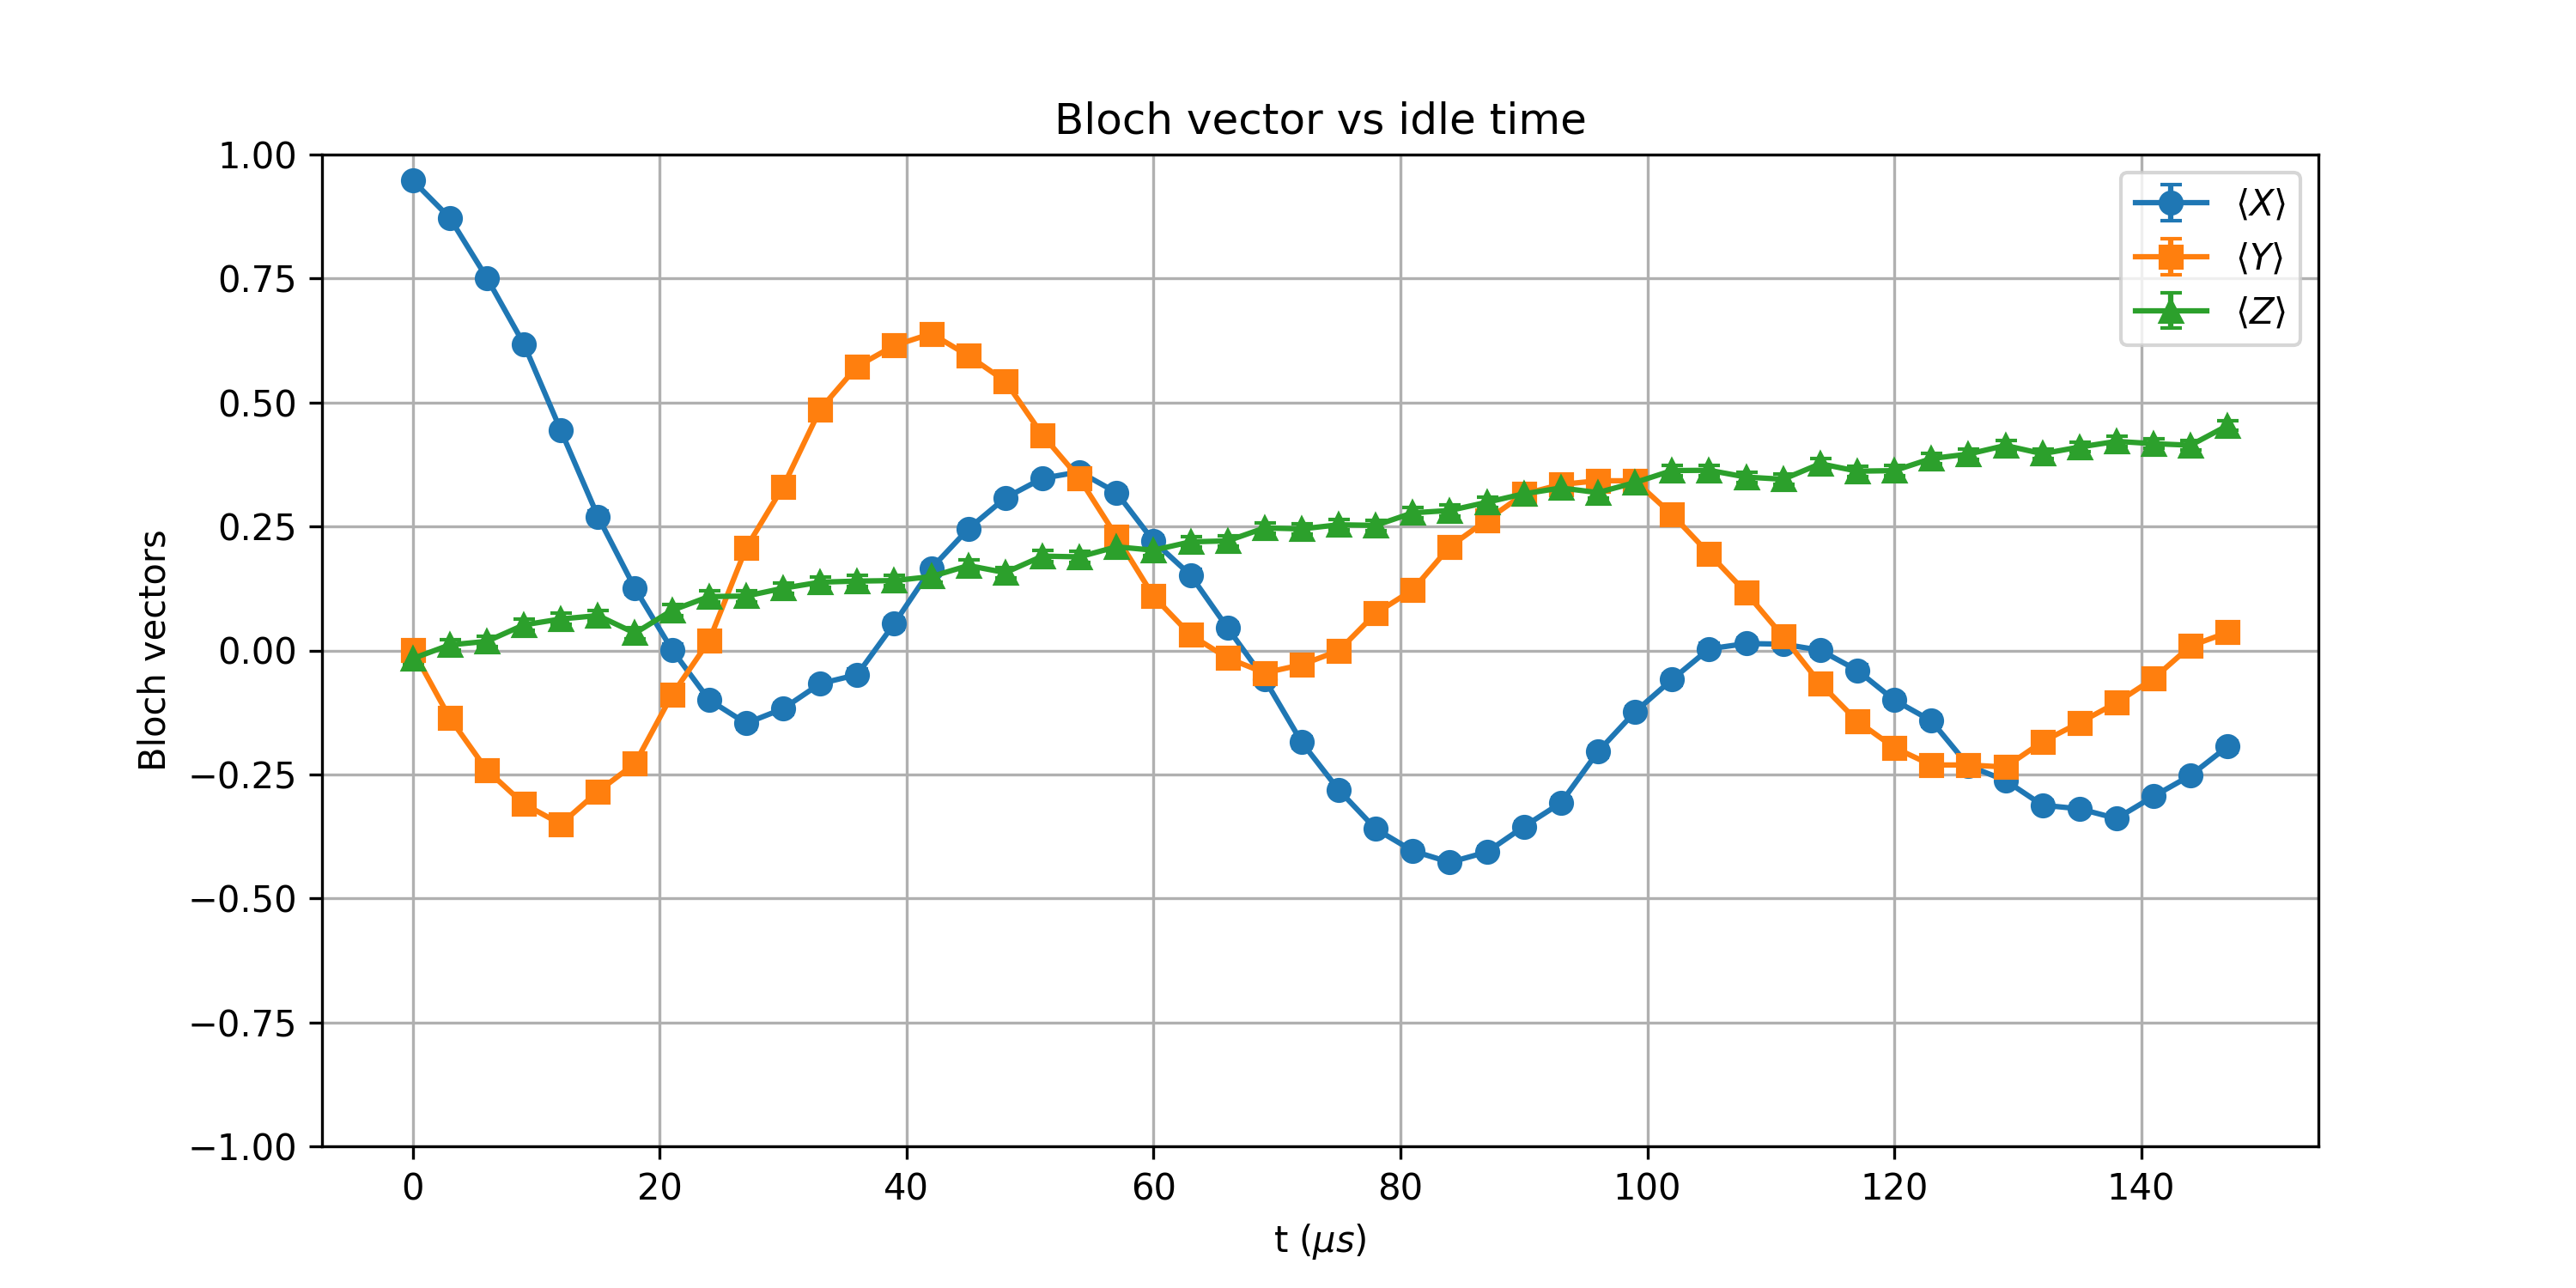 Bloch vector vs idle time
1.00
0.75
0.50
0.25
0.00
−0.25
−0.50
−0.75
−1.00
Bloch vectors
⟨X⟩
⟨Y⟩
⟨Z⟩
0 20 40 60 80 100 120 140
t (μs)